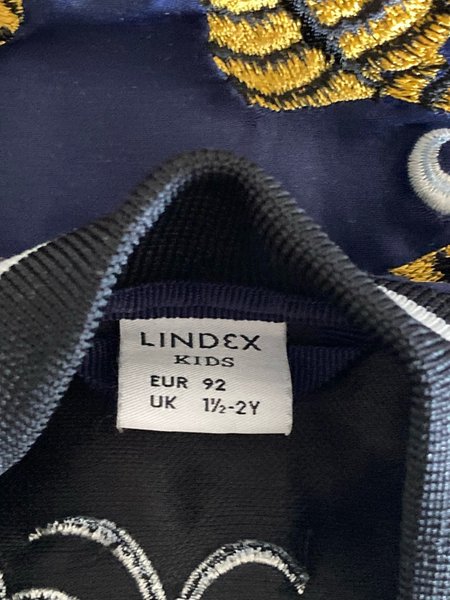 LINDEX
KIDS
EUR 92
UK 1½-2Y